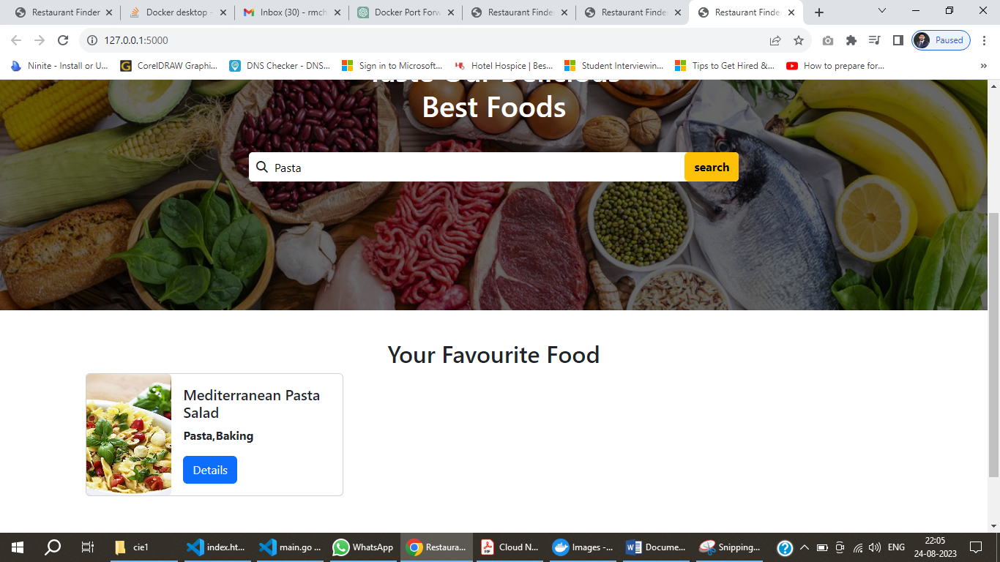 Restaurant Finder
Docker desktop -
Inbox (30) - rmch
Docker Port Forw
Restaurant Finde
Restaurant Finde
Restaurant Finde
127.0.0.1:5000
Paused
Ninite - Install or U...
CorelDRAW Graphi...
DNS Checker - DNS...
Sign in to Microsoft...
Hotel Hospice | Bes...
Student Interviewin...
Tips to Get Hired &...
How to prepare for...
»
Taste Our Delicious
Best Foods
Pasta
search
Your Favourite Food
Mediterranean Pasta
Salad
Pasta,Baking
Details
cie1
index.ht...
main.go ...
WhatsApp
Restaura...
Cloud N...
Images -...
Docume...
Snipping...
ENG
22:05
24-08-2023